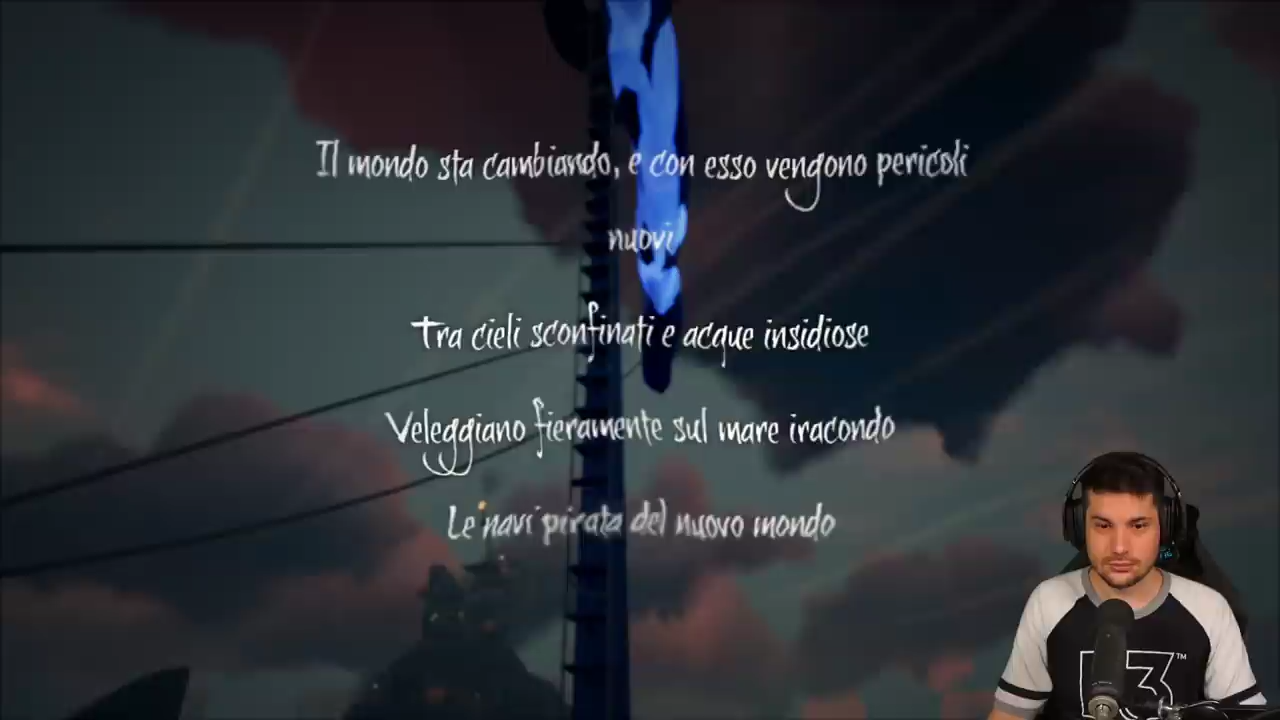 Il mondo sta cambiando, e con esso vengono pericoli
nuovi
Tra cieli sconfinati e acque insidiose
Veleggiano fieramente sul mare iracondo
Le navi pirata del nuovo mondo
E3™